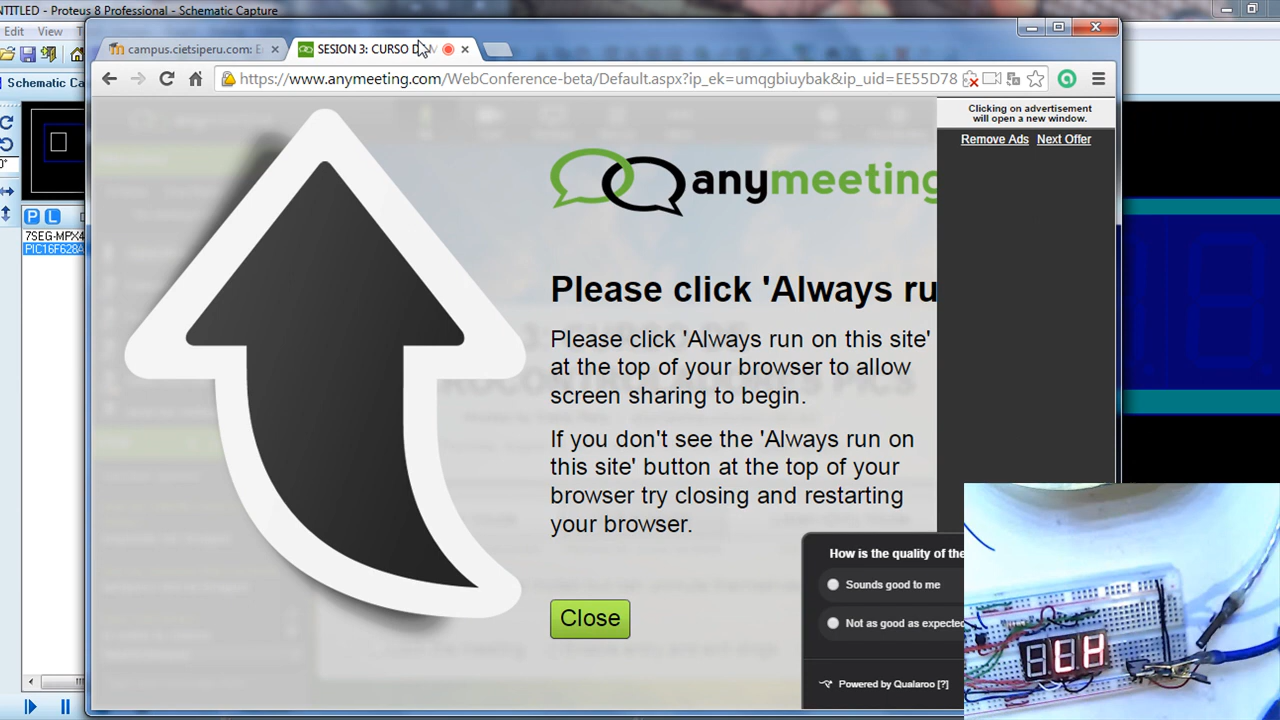 NTITLED - Proteus 8 Professional - Schematic Capture
Edit View
Schematic Ca
campus.cietsiperu.com: E
SESION 3: CURSO D
https://www.anymeeting.com/WebConference-beta/Default.aspx?ip_ek=umqgbiuybak&ip_uid=EE55D78
Clicking on advertisement
will open a new window.
Remove Ads Next Offer
P L
7SEG-MPX4
PIC16F628A
anymeeting
Please click 'Always ru
Please click 'Always run on this site'
at the top of your browser to allow
screen sharing to begin.
If you don't see the 'Always run on
this site' button at the top of your
browser try closing and restarting
your browser.
Close
How is the quality of the
Sounds good to me
Not as good as expected
Powered by Qualaroo [?]